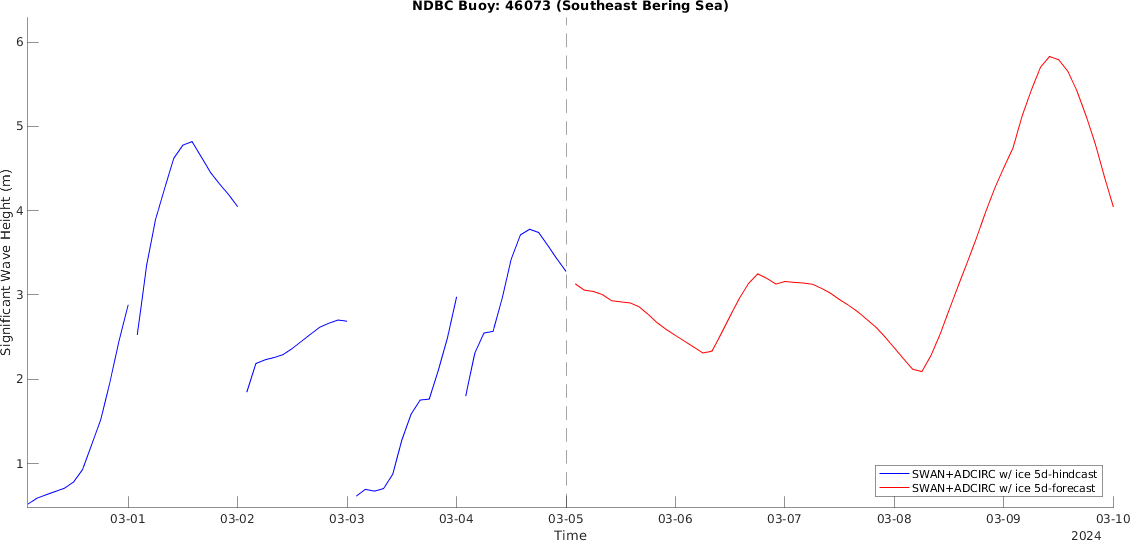 NDBC Buoy: 46073 (Southeast Bering Sea)
Significant Wave Height (m)
6
5
4
3
2
1
SWAN+ADCIRC w/ ice 5d-hindcast
SWAN+ADCIRC w/ ice 5d-forecast
03-01 03-02 03-03 03-04 03-05 03-06 03-07 03-08 03-09 03-10
Time
2024